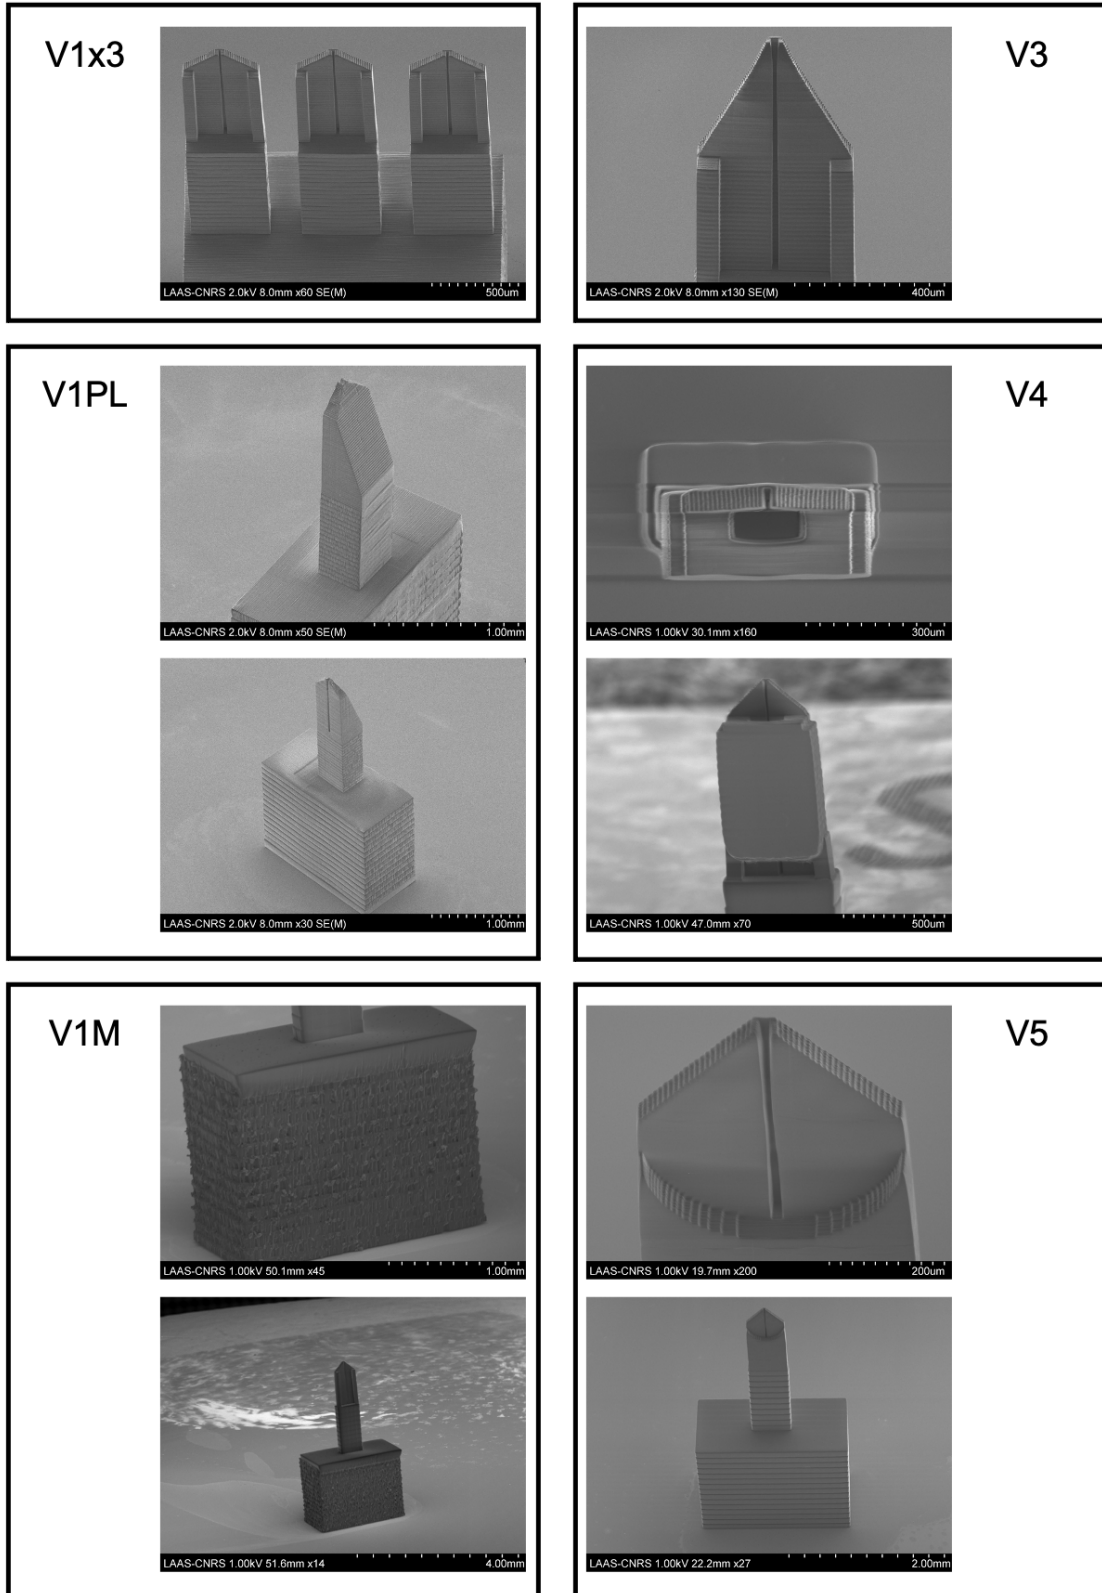 V1x3
LAAS-CNRS 2.0kV 8.0mm x60 SE(M) 500um
V3
LAAS-CNRS 2.0kV 8.0mm x130 SE(M) 400um
V1PL
LAAS-CNRS 2.0kV 8.0mm x50 SE(M) 1.00mm
LAAS-CNRS 2.0kV 8.0mm x30 SE(M) 1.00mm
V4
LAAS-CNRS 1.00kV 30.1mm x160 300um
LAAS-CNRS 1.00kV 47.0mm x70 500um
V1M
LAAS-CNRS 1.00kV 50.1mm x45 1.00mm
LAAS-CNRS 1.00kV 51.6mm x14 4.00mm
V5
LAAS-CNRS 1.00kV 19.7mm x200 200um
LAAS-CNRS 1.00kV 22.2mm x27 2.00mm